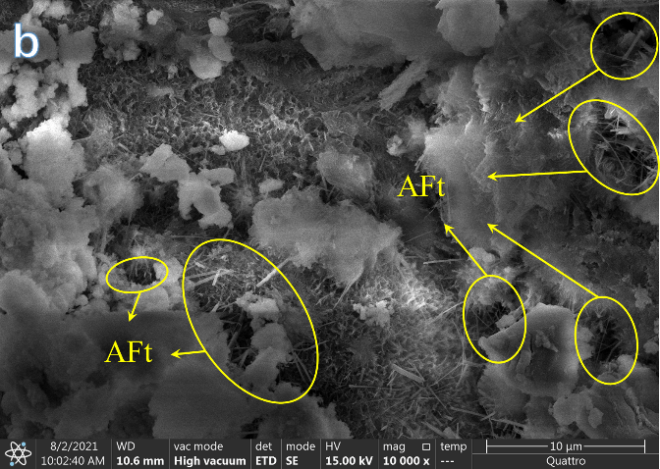 b
AFt
AFt
8/2/2021 WD vac mode det mode HV mag □ temp
10:02:40 AM 10.6 mm High vacuum ETD SE 15.00 kV 10 000 x ---
10 µm
Quattro